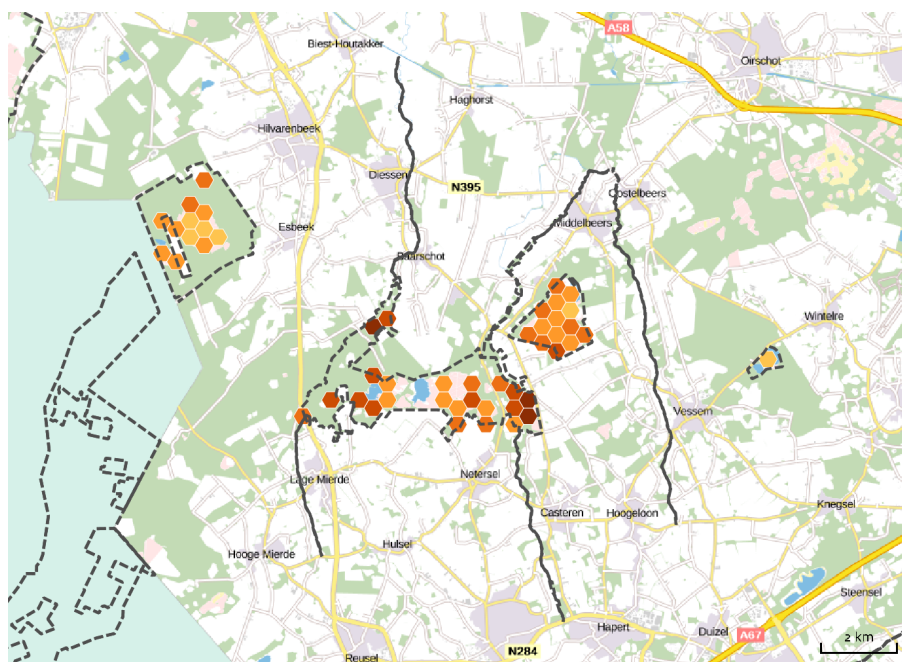 A58
Biest-Houtakker
Oirschot
Haghorst
Hilvarenbeek
Diessen
N395
Oostelbeers
Middelbeers
Esbeek
Baarschot
Wintelre
Vessem
Netersel
Lage Mierde
Casteren
Hoogeloon
Knegsel
Hulsel
Hooge Mierde
Steensel
Hapert
Duizel
A67
2 km
N284
Reusel